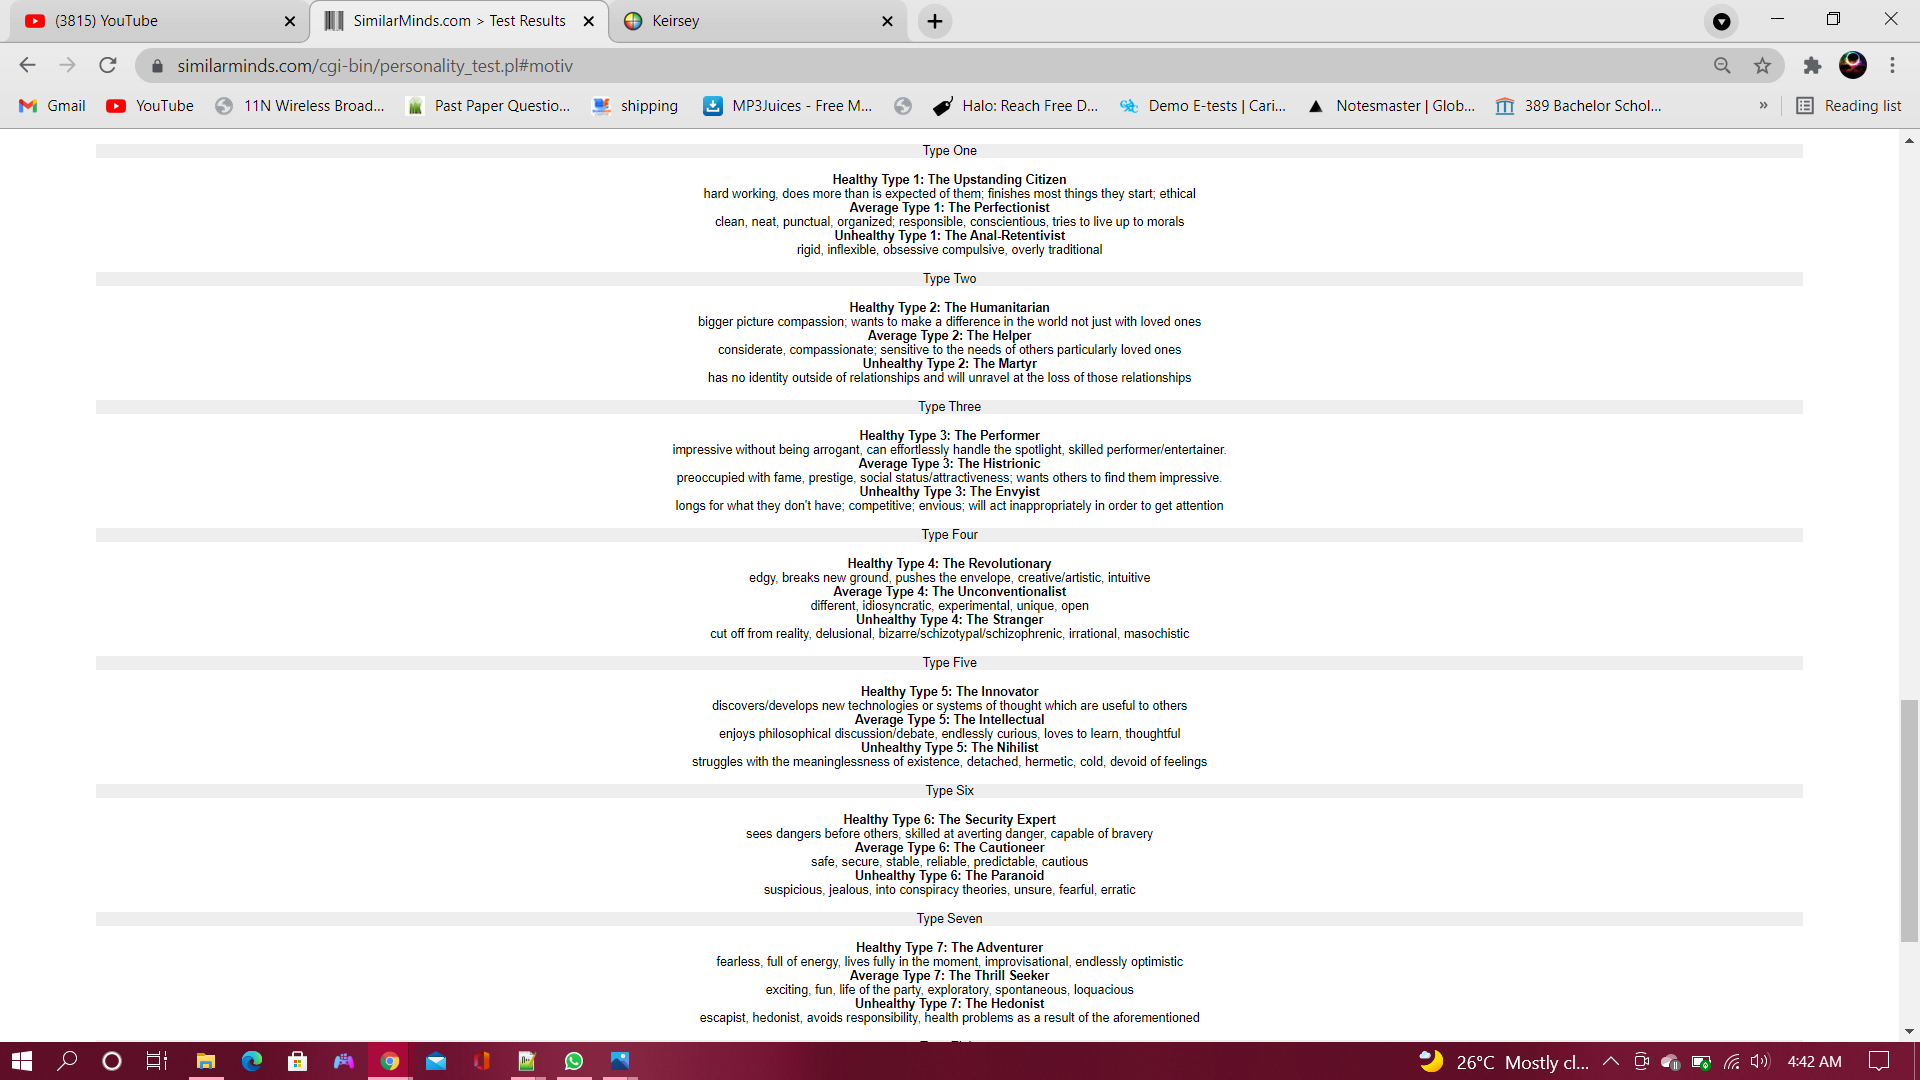 (3815) YouTube
SimilarMinds.com > Test Results
Keirsey
similarminds.com/cgi-bin/personality_test.pl#motiv
Gmail
YouTube
11N Wireless Broad...
Past Paper Questio...
shipping
MP3Juices - Free M...
Halo: Reach Free D...
Demo E-tests | Cari...
Notesmaster | Glob...
389 Bachelor Schol...
»
Reading list
Type One
Healthy Type 1: The Upstanding Citizen
hard working, does more than is expected of them; finishes most things they start; ethical
Average Type 1: The Perfectionist
clean, neat, punctual, organized; responsible, conscientious, tries to live up to morals
Unhealthy Type 1: The Anal-Retentivist
rigid, inflexible, obsessive compulsive, overly traditional
Type Two
Healthy Type 2: The Humanitarian
bigger picture compassion; wants to make a difference in the world not just with loved ones
Average Type 2: The Helper
considerate, compassionate; sensitive to the needs of others particularly loved ones
Unhealthy Type 2: The Martyr
has no identity outside of relationships and will unravel at the loss of those relationships
Type Three
Healthy Type 3: The Performer
impressive without being arrogant, can effortlessly handle the spotlight, skilled performer/entertainer.
Average Type 3: The Histrionic
preoccupied with fame, prestige, social status/attractiveness; wants others to find them impressive.
Unhealthy Type 3: The Envyist
longs for what they don't have; competitive; envious; will act inappropriately in order to get attention
Type Four
Healthy Type 4: The Revolutionary
edgy, breaks new ground, pushes the envelope, creative/artistic, intuitive
Average Type 4: The Unconventionalist
different, idiosyncratic, experimental, unique, open
Unhealthy Type 4: The Stranger
cut off from reality, delusional, bizarre/schizotypal/schizophrenic, irrational, masochistic
Type Five
Healthy Type 5: The Innovator
discovers/develops new technologies or systems of thought which are useful to others
Average Type 5: The Intellectual
enjoys philosophical discussion/debate, endlessly curious, loves to learn, thoughtful
Unhealthy Type 5: The Nihilist
struggles with the meaninglessness of existence, detached, hermetic, cold, devoid of feelings
Type Six
Healthy Type 6: The Security Expert
sees dangers before others, skilled at averting danger, capable of bravery
Average Type 6: The Cautioneer
safe, secure, stable, reliable, predictable, cautious
Unhealthy Type 6: The Paranoid
suspicious, jealous, into conspiracy theories, unsure, fearful, erratic
Type Seven
Healthy Type 7: The Adventurer
fearless, full of energy, lives fully in the moment, improvisational, endlessly optimistic
Average Type 7: The Thrill Seeker
exciting, fun, life of the party, exploratory, spontaneous, loquacious
Unhealthy Type 7: The Hedonist
escapist, hedonist, avoids responsibility, health problems as a result of the aforementioned
26°C Mostly cl...
4:42 AM